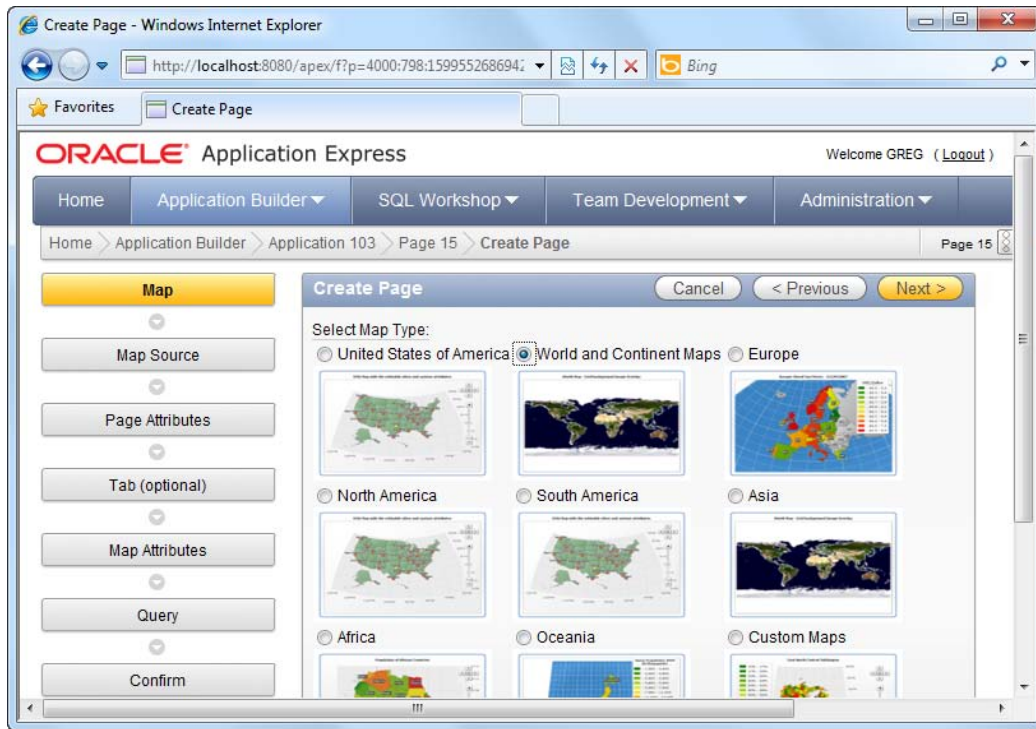 Create Page - Windows Internet Explorer
http://localhost:8080/apex/f?p=4000:798:159955268694
Bing
Favorites
Create Page
ORACLE Application Express
Welcome GREG ( Logout )
Home
Application Builder
SQL Workshop
Team Development
Administration
Home
Application Builder
Application 103
Page 15
Create Page
Page 15
Map
Map Source
Page Attributes
Tab (optional)
Map Attributes
Query
Confirm
Create Page
Cancel
< Previous
Next >
Select Map Type:
United States of America
World and Continent Maps
Europe
North America
South America
Asia
Africa
Oceania
Custom Maps